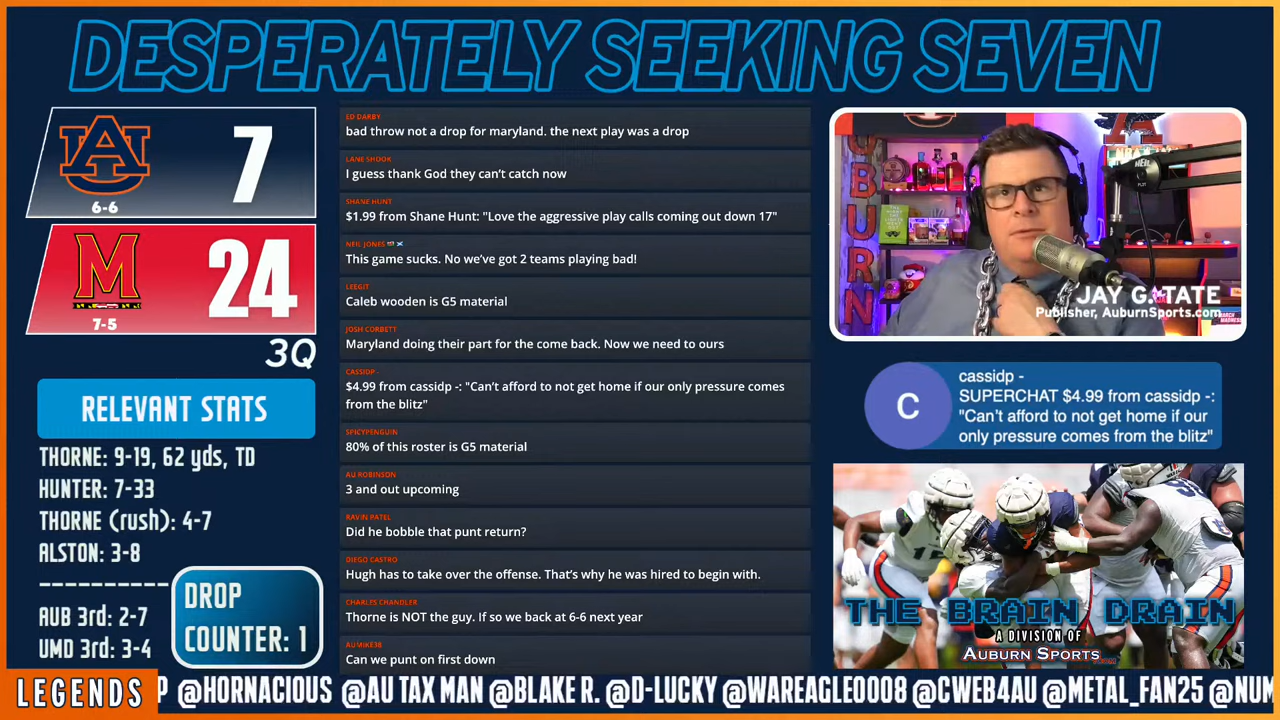 DESPERATELY SEEKING SEVEN
7
6-6
M
24
7-5
3Q
RELEVANT STATS
THORNE: 9-19, 62 yds, TD
HUNTER: 7-33
THORNE (rush): 4-7
ALSTON: 3-8
AUB 3rd: 2-7
UMD 3rd: 3-4
DROP
COUNTER: 1
ED DARBY
bad throw not a drop for maryland. the next play was a drop
LANE SHOOK
I guess thank God they can't catch now
SHANE HUNT
$1.99 from Shane Hunt: "Love the aggressive play calls coming out down 17"
NEIL JONES
This game sucks. No we've got 2 teams playing bad!
LEEGIT
Caleb wooden is G5 material
JOSH CORBETT
Maryland doing their part for the come back. Now we need to ours
CASSIDP-
$4.99 from cassidp -: "Can't afford to not get home if our only pressure comes
from the blitz"
SPICYPENGUIN
80% of this roster is G5 material
AU ROBINSON
3 and out upcoming
RAVIN PATEL
Did he bobble that punt return?
DIEGO CASTRO
Hugh has to take over the offense. That's why he was hired to begin with.
CHARLES CHANDLER
Thorne is NOT the guy. If so we back at 6-6 next year
AUMIKE38
Can we punt on first down
UBURN
JAY G. TATE
Publisher, AuburnSports.com
C
cassidp -
SUPERCHAT $4.99 from cassidp -:
"Can't afford to not get home if our
only pressure comes from the blitz"
THE BRAIN DRAIN
A DIVISION OF
AUBURN SPORTS
LEGENDS
P @HORNACIOUS @AU TAX MAN @BLAKE R. @D-LUCKY @WAREAGLE0008 @CWEB4AU @METAL_FAN25 @NUM